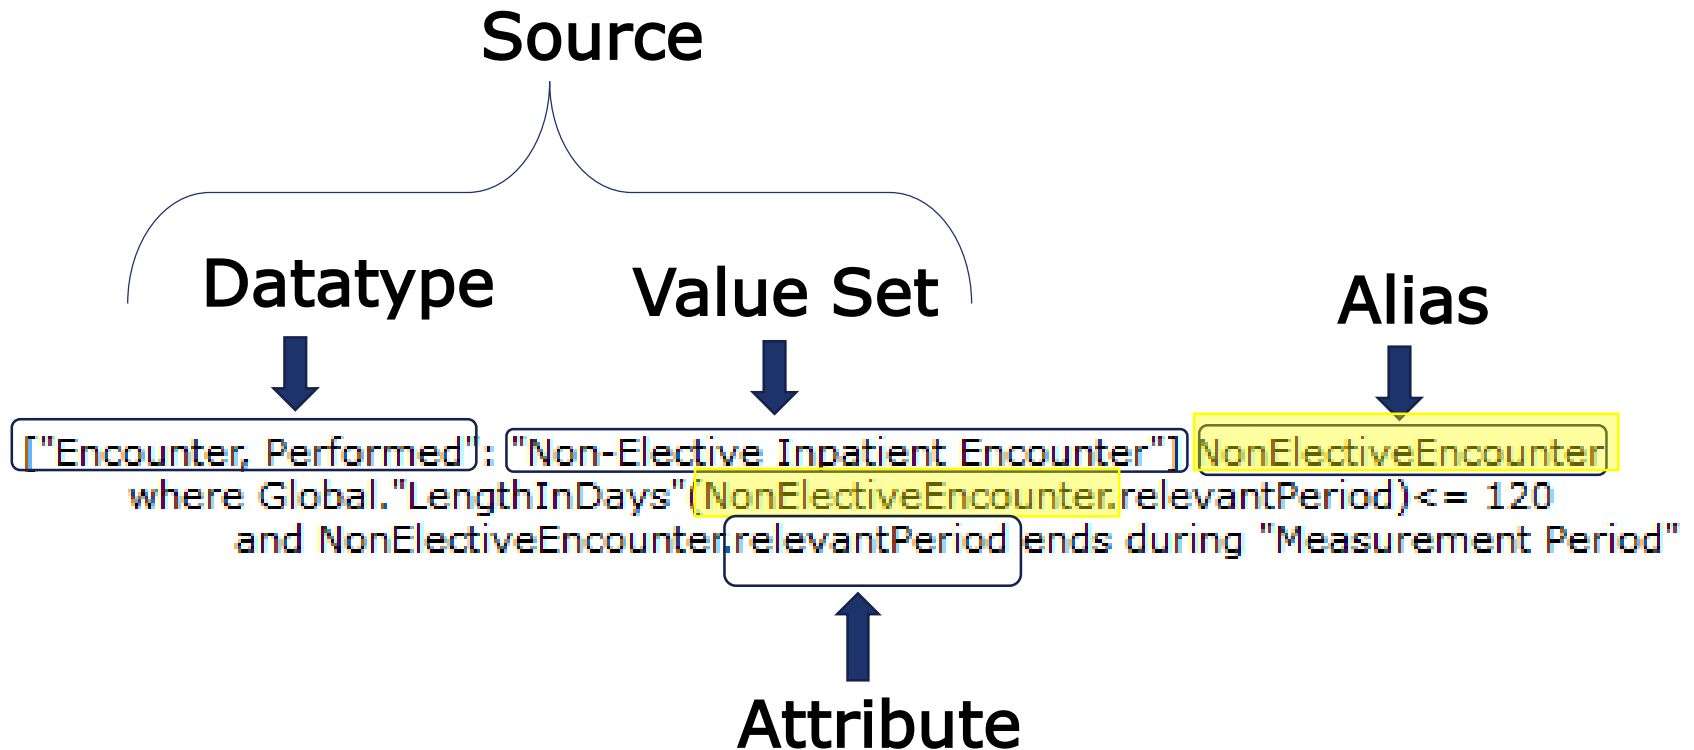 Source
Datatype
Value Set
Alias
["Encounter, Performed": "Non-Elective Inpatient Encounter"] NonElectiveEncounter
where Global."LengthInDays"(NonElectiveEncounter.relevantPeriod)<= 120
and NonElectiveEncounter.relevantPeriod ends during "Measurement Period"
Attribute